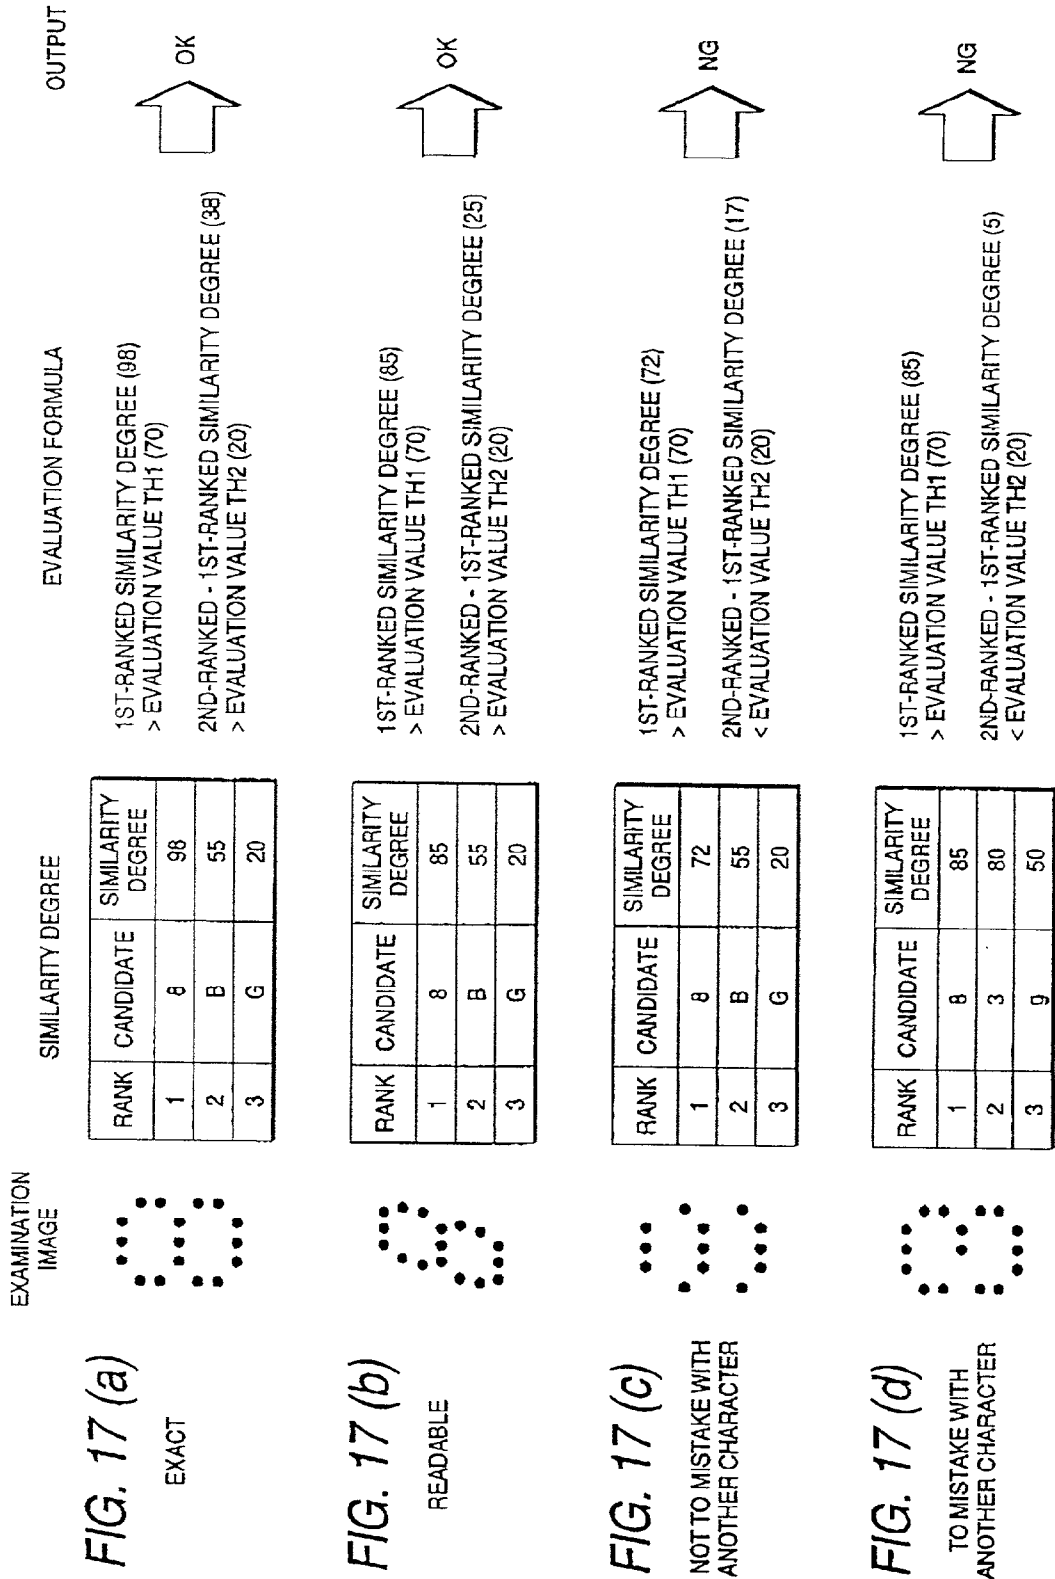 EXAMINATION
IMAGE
SIMILARITY DEGREE
EVALUATION FORMULA
OUTPUT
FIG. 17 (a)
EXACT
RANK CANDIDATE SIMILARITY DEGREE
1 8 98
2 B 55
3 G 20
1ST-RANKED SIMILARITY DEGREE (98)
> EVALUATION VALUE TH1 (70)
2ND-RANKED - 1ST-RANKED SIMILARITY DEGREE (38)
> EVALUATION VALUE TH2 (20)
OK
FIG. 17 (b)
READABLE
RANK CANDIDATE SIMILARITY DEGREE
1 8 85
2 B 55
3 G 20
1ST-RANKED SIMILARITY DEGREE (85)
> EVALUATION VALUE TH1 (70)
2ND-RANKED - 1ST-RANKED SIMILARITY DEGREE (25)
> EVALUATION VALUE TH2 (20)
OK
FIG. 17 (c)
NOT TO MISTAKE WITH
ANOTHER CHARACTER
RANK CANDIDATE SIMILARITY DEGREE
1 8 72
2 B 55
3 G 20
1ST-RANKED SIMILARITY DEGREE (72)
> EVALUATION VALUE TH1 (70)
2ND-RANKED - 1ST-RANKED SIMILARITY DEGREE (17)
< EVALUATION VALUE TH2 (20)
NG
FIG. 17 (d)
TO MISTAKE WITH
ANOTHER CHARACTER
RANK CANDIDATE SIMILARITY DEGREE
1 8 85
2 3 80
3 9 50
1ST-RANKED SIMILARITY DEGREE (85)
> EVALUATION VALUE TH1 (70)
2ND-RANKED - 1ST-RANKED SIMILARITY DEGREE (5)
< EVALUATION VALUE TH2 (20)
NG